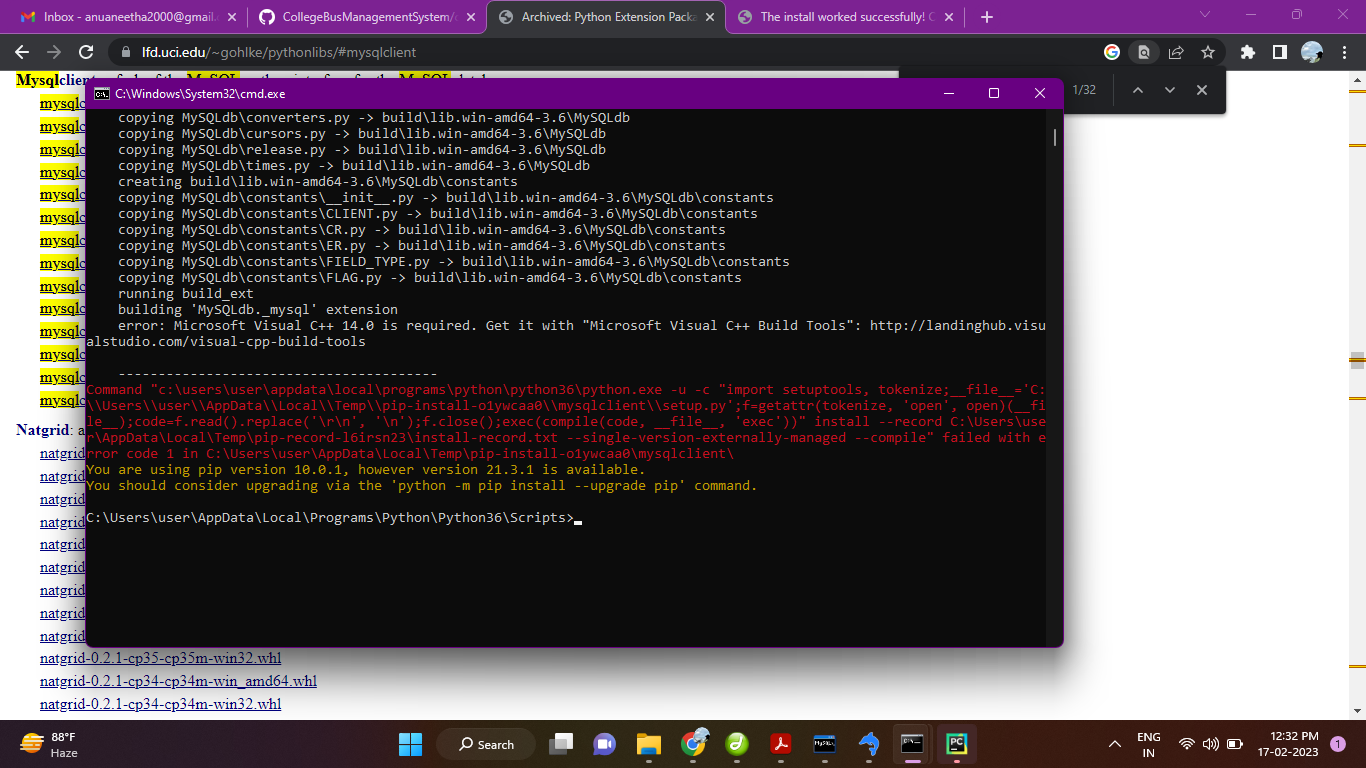 Inbox - anuaneetha2000@gmail.
CollegeBusManagementSystem/c
Archived: Python Extension Packa
The install worked successfully! C
lfd.uci.edu/~gohlke/pythonlibs/#mysqlclient
1/32
C:\Windows\System32\cmd.exe
copying MySQLdb\converters.py -> build\lib.win-amd64-3.6\MySQLdb
copying MySQLdb\cursors.py -> build\lib.win-amd64-3.6\MySQLdb
copying MySQLdb\release.py -> build\lib.win-amd64-3.6\MySQLdb
copying MySQLdb\times.py -> build\lib.win-amd64-3.6\MySQLdb
creating build\lib.win-amd64-3.6\MySQLdb\constants
copying MySQLdb\constants\__init__.py -> build\lib.win-amd64-3.6\MySQLdb\constants
copying MySQLdb\constants\CLIENT.py -> build\lib.win-amd64-3.6\MySQLdb\constants
copying MySQLdb\constants\CR.py -> build\lib.win-amd64-3.6\MySQLdb\constants
copying MySQLdb\constants\ER.py -> build\lib.win-amd64-3.6\MySQLdb\constants
copying MySQLdb\constants\FIELD_TYPE.py -> build\lib.win-amd64-3.6\MySQLdb\constants
copying MySQLdb\constants\FLAG.py -> build\lib.win-amd64-3.6\MySQLdb\constants
running build_ext
building 'MySQLdb._mysql' extension
error: Microsoft Visual C++ 14.0 is required. Get it with "Microsoft Visual C++ Build Tools": http://landinghub.visu
alstudio.com/visual-cpp-build-tools
----------------------------------------
Command "c:\users\user\appdata\local\programs\python\python36\python.exe -u -c "import setuptools, tokenize;__file__='C:
\\Users\\user\\AppData\\Local\\Temp\\pip-install-o1ywcaa0\\mysqlclient\\setup.py';f=getattr(tokenize, 'open', open)(__fi
le__);code=f.read().replace('\r\n', '\n');f.close();exec(compile(code, __file__, 'exec'))" install --record C:\Users\use
r\AppData\Local\Temp\pip-record-l6irsn23\install-record.txt --single-version-externally-managed --compile" failed with e
rror code 1 in C:\Users\user\AppData\Local\Temp\pip-install-o1ywcaa0\mysqlclient\
You are using pip version 10.0.1, however version 21.3.1 is available.
You should consider upgrading via the 'python -m pip install --upgrade pip' command.
C:\Users\user\AppData\Local\Programs\Python\Python36\Scripts>
mysqlc
mysqlc
mysqlc
mysqlc
mysqlc
mysqlc
mysqlc
mysqlc
mysqlc
mysqlc
mysqlc
mysqlc
mysqlc
mysqlc
Natgrid: a
natgrid
natgrid
natgrid
natgrid
natgrid
natgrid
natgrid
natgrid
natgrid
natgrid-0.2.1-cp35-cp35m-win32.whl
natgrid-0.2.1-cp34-cp34m-win_amd64.whl
natgrid-0.2.1-cp34-cp34m-win32.whl
88°F
Haze
Search
ENG
IN
12:32 PM
17-02-2023
1